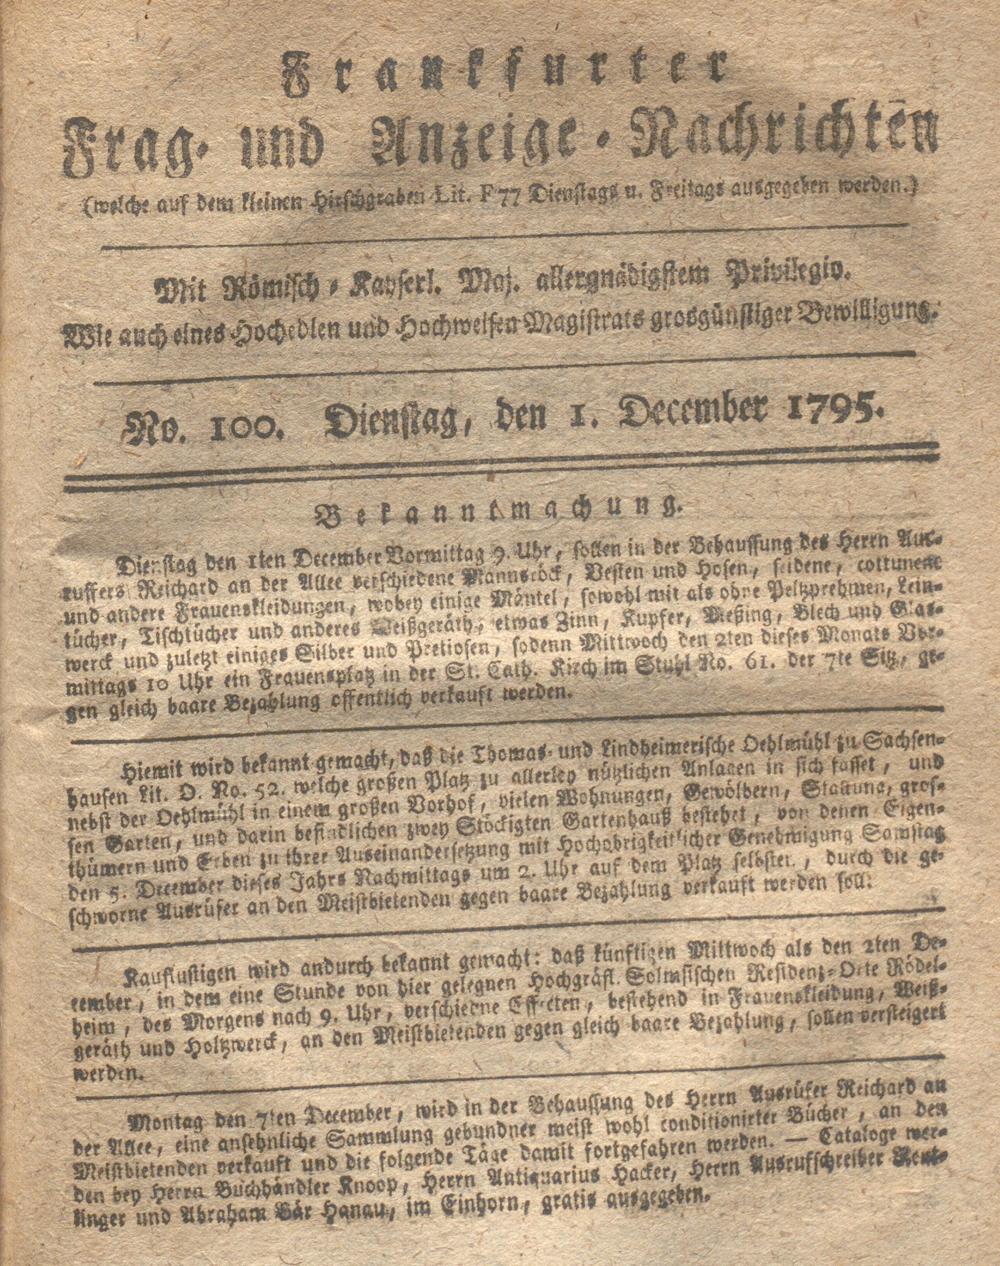 Frankfurter
Frag- und Anzeige-Nachrichten
(welche auf dem kleinen Hirschgraben Lit. F 77 Dienstags u. Freitags ausgegeben werden.)
Mit Römisch-Kayserl. Maj. allergnädigstem Privilegio.
Wie auch eines Hochedlen und Hochweisen Magistrats grosgünstiger Bewilligung.
No. 100. Dienstag, den 1. December 1795.
Bekanntmachung.
Dienstag den 1ten December Vormittag 9. Uhr, sollen in der Behaussung des Herrn Aus-
ruffers Reichard an der Allee verschiedene Mannsröck, Vesten und Hosen, seidene, cottunene
und andere Frauenskleidungen, wobey einige Mäntel, sowohl mit als ohne Peltzprehmen, Lein-
tücher, Tischtücher und anderes Weißgeräth, etwas Zinn, Kupfer, Meßing, Blech und Glas-
werck und zuletzt einiges Silber und Pretiosen, sodenn Mittwoch den 2ten dieses Monats Vor-
mittags 10 Uhr ein Frauensplatz in der St. Cath. Kirch im Stuhl No. 61. der 7te Sitz, ge-
gen gleich baare Bezahlung offentlich verkauft werden.
Hiemit wird bekannt gemacht, daß die Thomas- und Lindheimerische Oehlmühl zu Sachsen-
hausen Lit. O. No. 52. welche großen Platz zu allerley nützlichen Anlagen in sich fasset, und
nebst der Oehlmühl in einem großen Vorhof, vielen Wohnungen, Gewölbern, Stallung, gros-
sen Garten, und darin befindlichen zwey Stöckigten Gartenhauß bestehet, von denen Eigen-
thümern und Erben zu ihrer Auseinandersetzung mit Hochobrigkeitlicher Genehmigung Samstag
den 5. December dieses Jahrs Nachmittags um 2. Uhr auf dem Platz selbsten, durch die ge-
schworne Ausrüfer an den Meistbietenden gegen baare Bezahlung verkauft werden soll.
Kauflustigen wird andurch bekannt gemacht: daß künftigen Mittwoch als den 2ten De-
cember, in dem eine Stunde von hier gelegnen Hochgräfl. Solmsischen Residenz-Orte Rödel-
heim, des Morgens nach 9. Uhr, verschiedne Effecten, bestehend in Frauenskleidung, Weiß-
geräth und Holtzwerck, an den Meistbietenden gegen gleich baare Bezahlung, sollen versteigert
werden.
Montag den 7ten December, wird in der Behaussung des Herrn Ausrüfer Reichard an
der Allee, eine ansehnliche Sammlung gebundner meist wohl conditionirter Bücher, an den
Meistbietenden verkauft und die folgende Täge damit fortgefahren werden. — Cataloge wer-
den bey Herrn Buchhändler Knoop, Herrn Antiquarius Hacker, Herrn Ausrufschreiber
linger und Abraham Bär Hanau, im Einhorn, gratis ausgegeben.